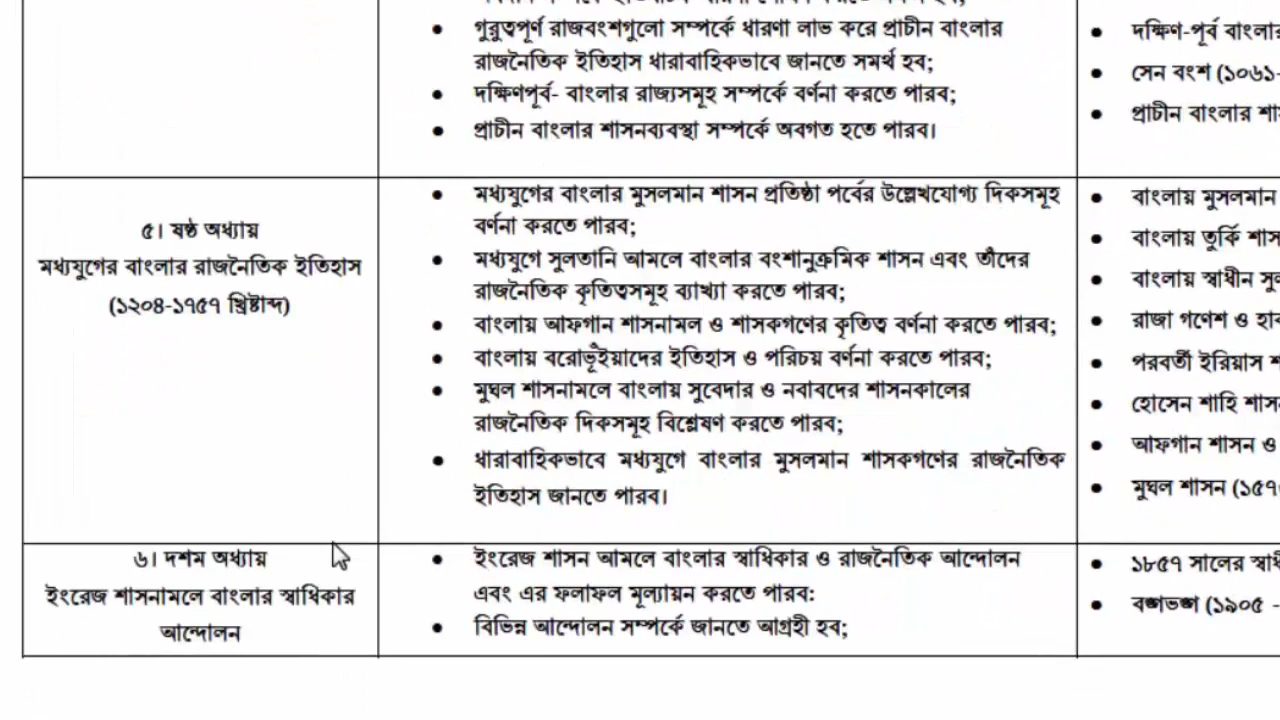 গুরুত্বপূর্ণ রাজবংশগুলো সম্পর্কে ধারণা লাভ করে প্রাচীন বাংলার
রাজনৈতিক ইতিহাস ধারাবাহিকভাবে জানতে সমর্থ হব;
দক্ষিণপূর্ব- বাংলার রাজ্যসমূহ সম্পর্কে বর্ণনা করতে পারব;
প্রাচীন বাংলার শাসনব্যবস্থা সম্পর্কে অবগত হতে পারব।
দক্ষিণ-পূর্ব বাংলার
সেন বংশ (১০৬১-
প্রাচীন বাংলার
৫। ষষ্ঠ অধ্যায়
মধ্যযুগের বাংলার রাজনৈতিক ইতিহাস
(১২০৪-১৭৫৭ খ্রিষ্টাব্দ)
মধ্যযুগের বাংলার মুসলমান শাসন প্রতিষ্ঠা পর্বের উল্লেখযোগ্য দিকসমূহ
বর্ণনা করতে পারব;
মধ্যযুগে সুলতানি আমলে বাংলার বংশানুক্রমিক শাসন এবং তাঁদের
রাজনৈতিক কৃতিত্বসমূহ ব্যাখ্যা করতে পারব;
বাংলায় আফগান শাসনামল ও শাসকগণের কৃতিত্ব বর্ণনা করতে পারব;
বাংলায় বরোভূঁইয়াদের ইতিহাস ও পরিচয় বর্ণনা করতে পারব;
মুঘল শাসনামলে বাংলায় সুবেদার ও নবাবদের শাসনকালের
রাজনৈতিক দিকসমূহ বিশ্লেষণ করতে পারব;
ধারাবাহিকভাবে মধ্যযুগে বাংলার মুসলমান শাসকগণের রাজনৈতিক
ইতিহাস জানতে পারব।
বাংলায় মুসলমান
বাংলায় তুর্কি শাস
বাংলায় স্বাধীন সুল
রাজা গণেশ ও হাব
পরবর্তী ইরিয়াস শ
হোসেন শাহি শাস
আফগান শাসন ও
মুঘল শাসন (১৫৭
৬। দশম অধ্যায়
ইংরেজ শাসনামলে বাংলার স্বাধিকার
আন্দোলন
ইংরেজ শাসন আমলে বাংলার স্বাধিকার ও রাজনৈতিক আন্দোলন
এবং এর ফলাফল মূল্যায়ন করতে পারব:
বিভিন্ন আন্দোলন সম্পর্কে জানতে আগ্রহী হব;
১৮৫৭ সালের স্বাধী
বঙ্গভঙ্গ (১৯০৫ -